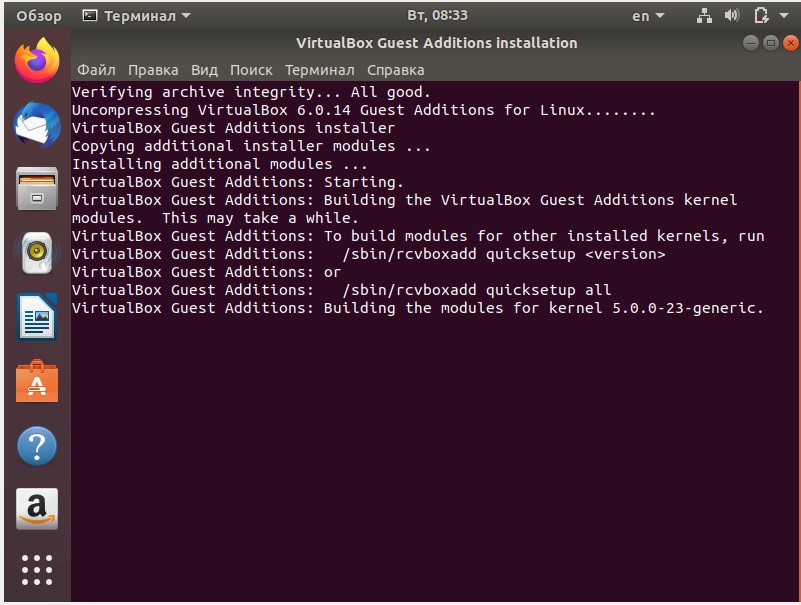 Обзор Терминал Вт, 08:33 en
VirtualBox Guest Additions installation
Файл Правка Вид Поиск Терминал Справка
Verifying archive integrity... All good.
Uncompressing VirtualBox 6.0.14 Guest Additions for Linux........
VirtualBox Guest Additions installer
Copying additional installer modules ...
Installing additional modules ...
VirtualBox Guest Additions: Starting.
VirtualBox Guest Additions: Building the VirtualBox Guest Additions kernel
modules.  This may take a while.
VirtualBox Guest Additions: To build modules for other installed kernels, run
VirtualBox Guest Additions:   /sbin/rcvboxadd quicksetup <version>
VirtualBox Guest Additions: or
VirtualBox Guest Additions:   /sbin/rcvboxadd quicksetup all
VirtualBox Guest Additions: Building the modules for kernel 5.0.0-23-generic.